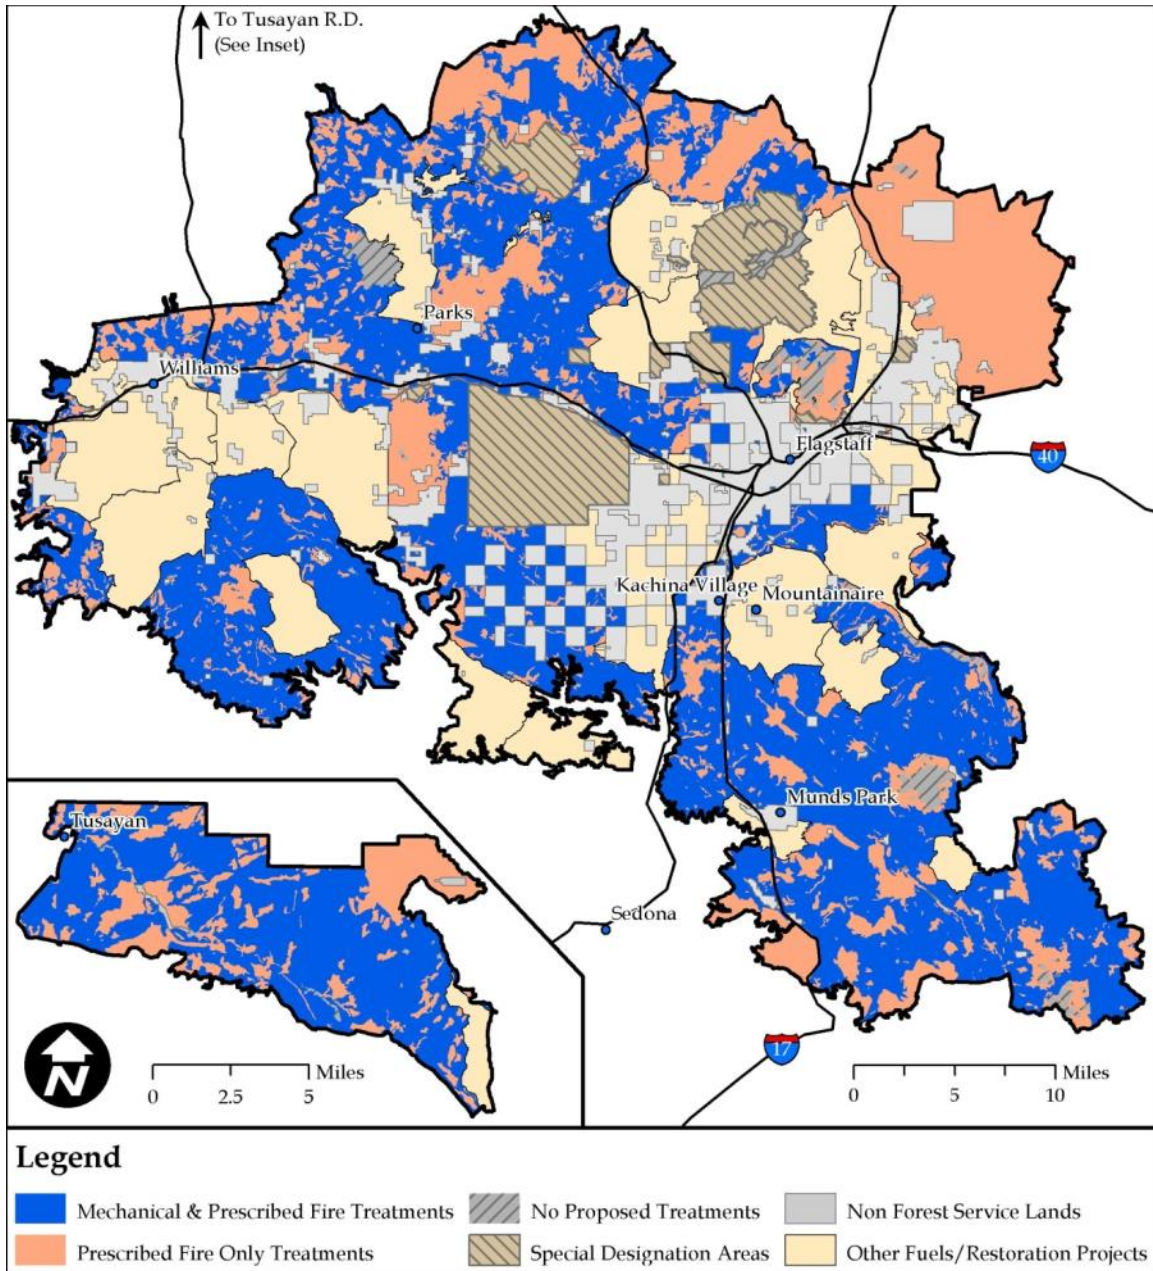 To Tusayan R.D.
(See Inset)
Parks
Williams
Flagstaff
40
Kachina Village
Mountainaire
Munds Park
Tusayan
Sedona
17
N
Miles
0 2.5 5
Miles
0 5 10
Legend
Mechanical & Prescribed Fire Treatments
No Proposed Treatments
Non Forest Service Lands
Prescribed Fire Only Treatments
Special Designation Areas
Other Fuels/Restoration Projects